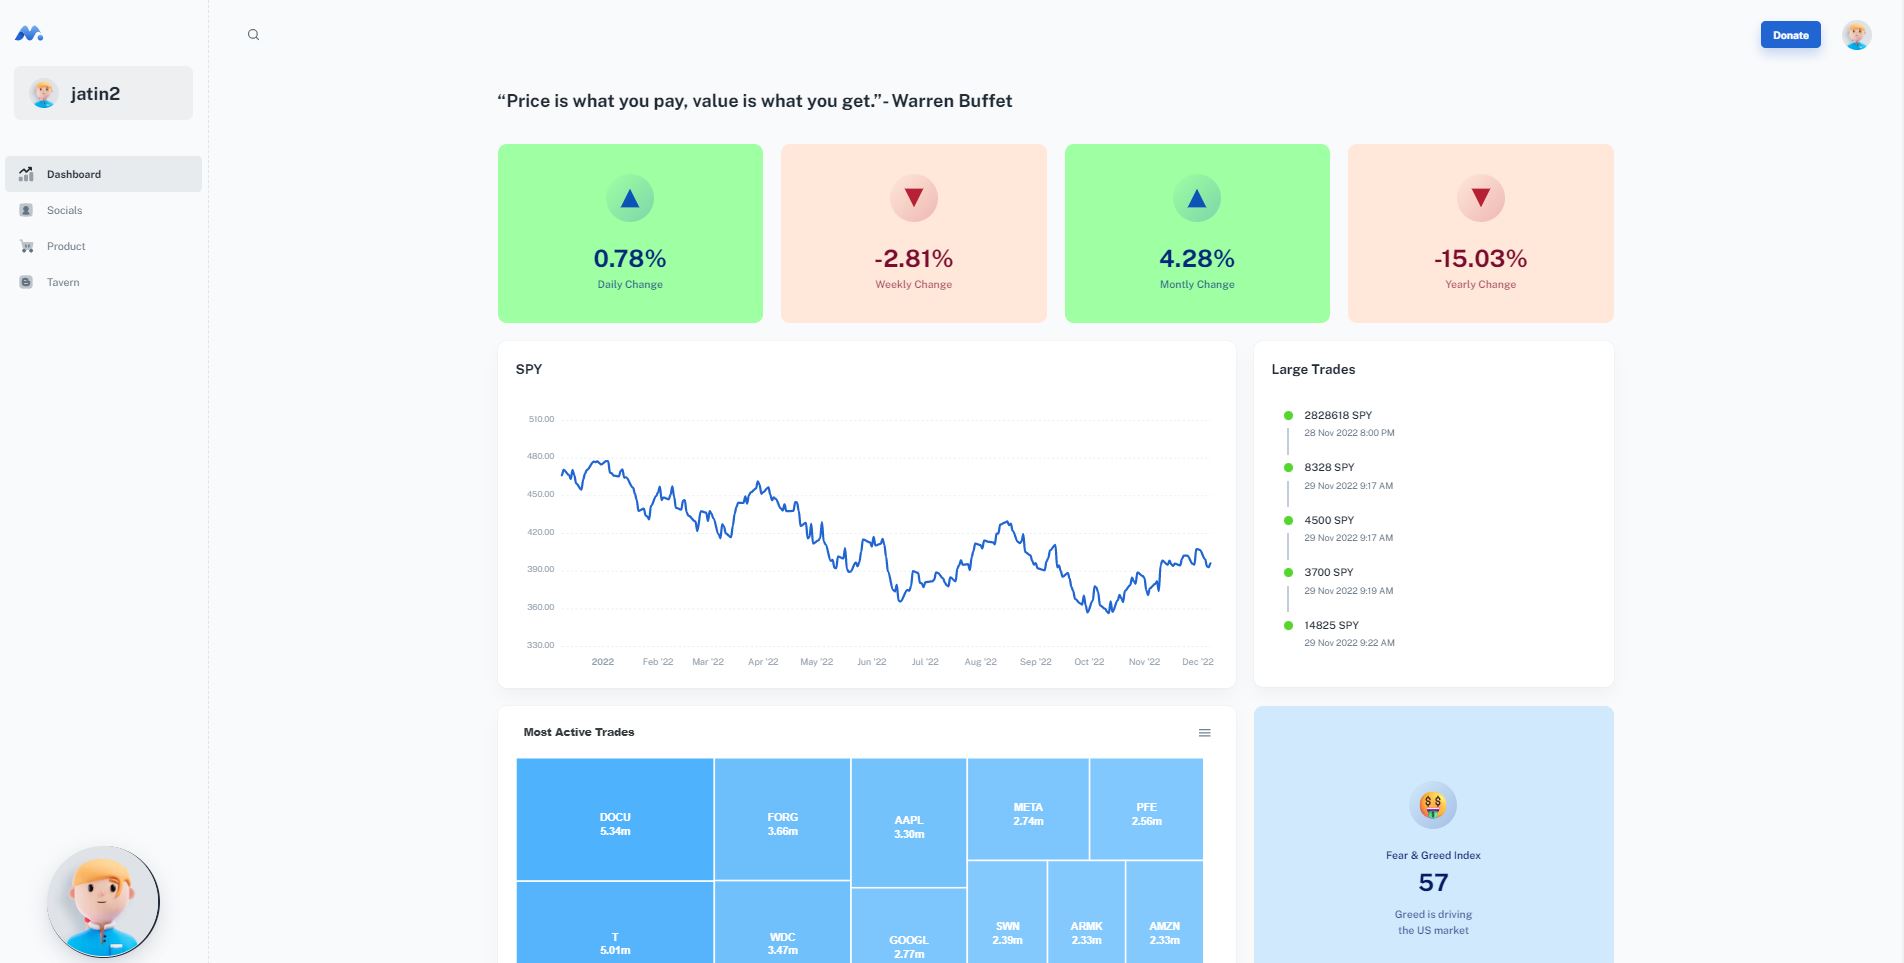 Donate
jatin2
Dashboard
Socials
Product
Tavern
“Price is what you pay, value is what you get.”- Warren Buffet
0.78%
Daily Change
-2.81%
Weekly Change
4.28%
Montly Change
-15.03%
Yearly Change
SPY
510.00
480.00
450.00
420.00
390.00
360.00
330.00
2022 Feb '22 Mar '22 Apr '22 May '22 Jun '22 Jul '22 Aug '22 Sep '22 Oct '22 Nov '22 Dec '22
Large Trades
2828618 SPY
28 Nov 2022 8:00 PM
8328 SPY
29 Nov 2022 9:17 AM
4500 SPY
29 Nov 2022 9:17 AM
3700 SPY
29 Nov 2022 9:19 AM
14825 SPY
29 Nov 2022 9:22 AM
Most Active Trades
DOCU
5.34m
FORG
3.66m
AAPL
3.30m
META
2.74m
PFE
2.56m
T
5.01m
WDC
3.47m
GOOGL
2.77m
SWN
2.39m
ARMK
2.33m
AMZN
2.33m
Fear & Greed Index
57
Greed is driving
the US market